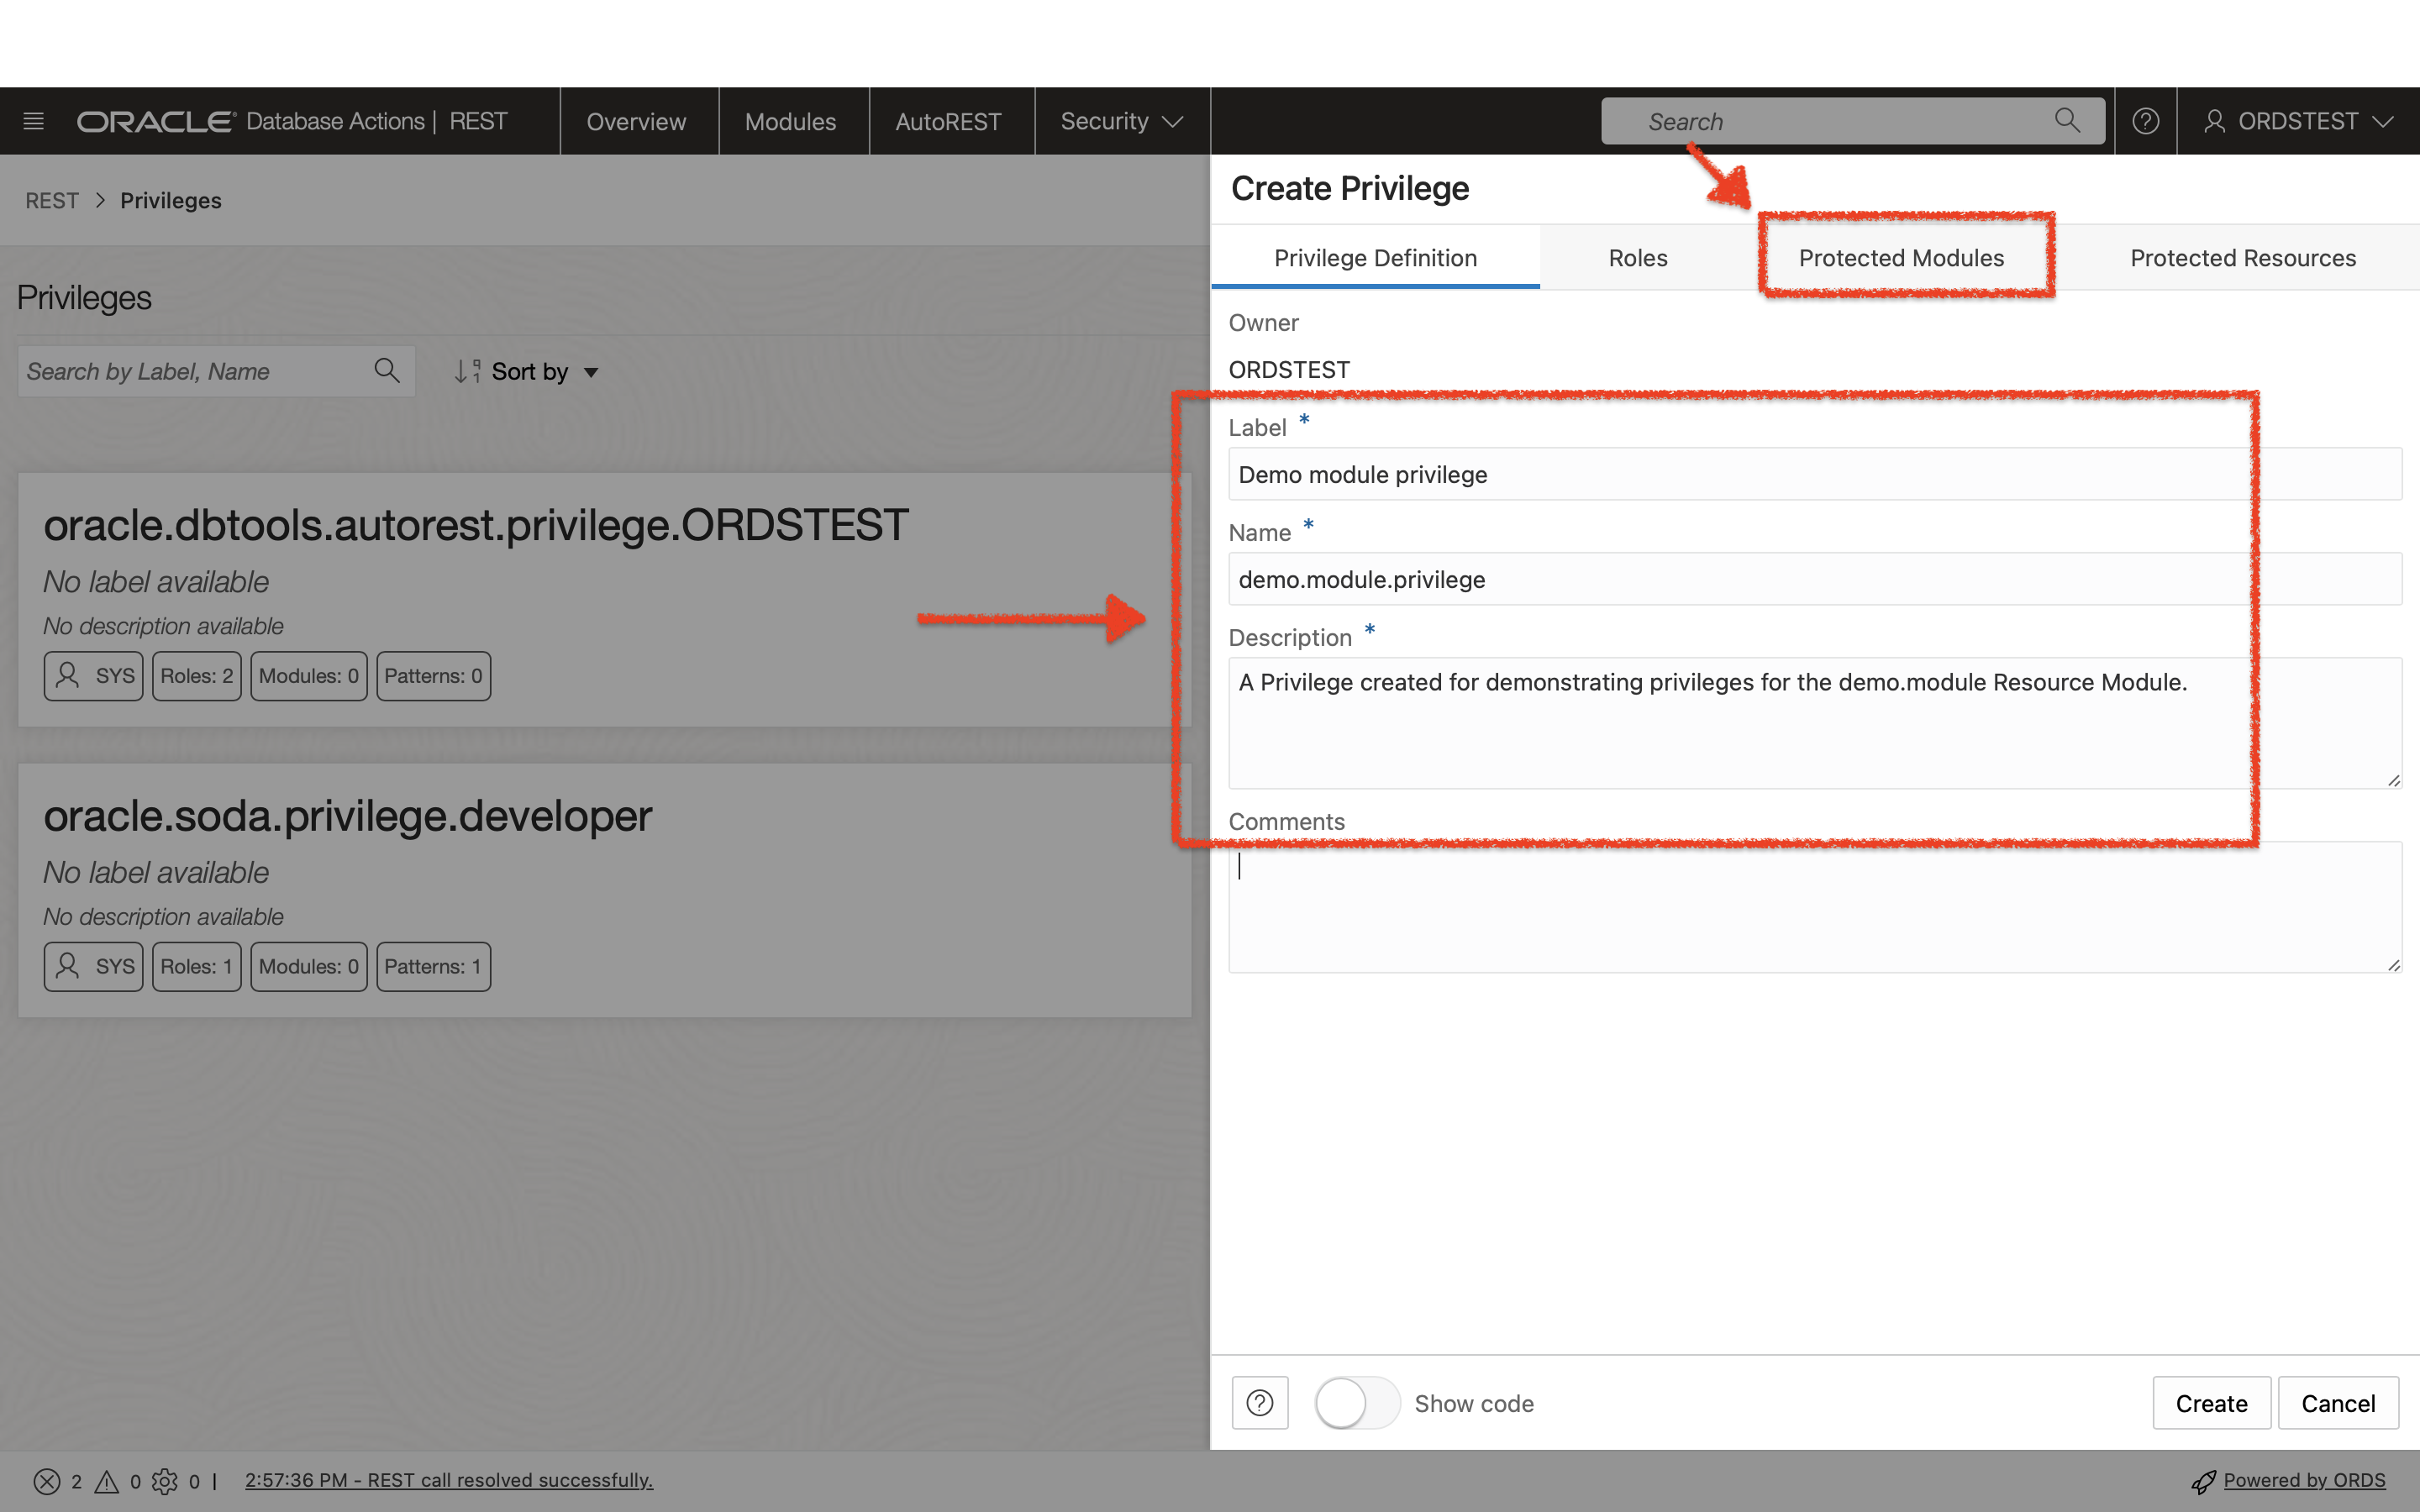 ORACLE Database Actions | REST
Overview
Modules
AutoREST
Security
Search
ORDSTEST
REST > Privileges
Privileges
Search by Label, Name
Sort by
oracle.dbtools.autorest.privilege.ORDSTEST
No label available
No description available
SYS
Roles: 2
Modules: 0
Patterns: 0
oracle.soda.privilege.developer
No label available
No description available
SYS
Roles: 1
Modules: 0
Patterns: 1
Create Privilege
Privilege Definition
Roles
Protected Modules
Protected Resources
Owner
ORDSTEST
Label *
Demo module privilege
Name *
demo.module.privilege
Description *
A Privilege created for demonstrating privileges for the demo.module Resource Module.
Comments
Show code
Create
Cancel
2 0 0 | 2:57:36 PM - REST call resolved successfully.
Powered by ORDS